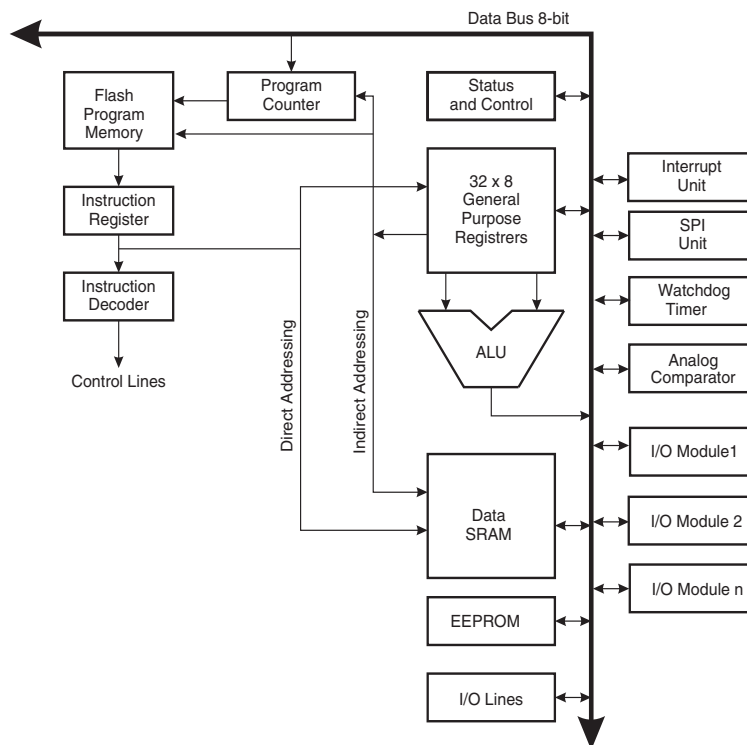 Data Bus 8-bit
Flash
Program
Memory
Program
Counter
Status
and Control
Interrupt
Unit
32 x 8
General
Purpose
Registrers
Instruction
Register
SPI
Unit
Instruction
Decoder
Watchdog
Timer
ALU
Analog
Comparator
Control Lines
Direct Addressing
Indirect Addressing
I/O Module1
Data
SRAM
I/O Module 2
I/O Module n
EEPROM
I/O Lines